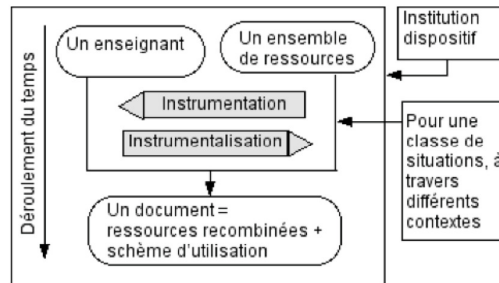 Un enseignant
Un ensemble
de ressources
Institution
dispositif
Déroulement du temps
Instrumentation
Instrumentalisation
Pour une
classe de
situations, à
travers
différents
contextes
Un document =
ressources recombinées +
schème d'utilisation